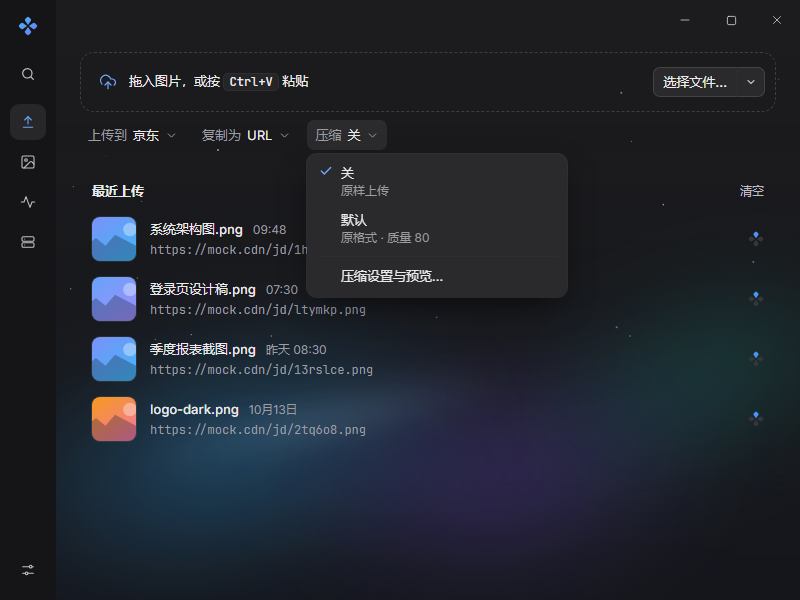 拖入图片，或按 Ctrl+V 粘贴
选择文件...
上传到 京东 复制为 URL 压缩 关
关
原样上传
默认
原格式 · 质量 80
压缩设置与预览...
最近上传
清空
系统架构图.png 09:48
https://mock.cdn/jd/1h
登录页设计稿.png 07:30
https://mock.cdn/jd/ltymkp.png
季度报表截图.png 昨天 08:30
https://mock.cdn/jd/13rslce.png
logo-dark.png 10月13日
https://mock.cdn/jd/2tq6o8.png